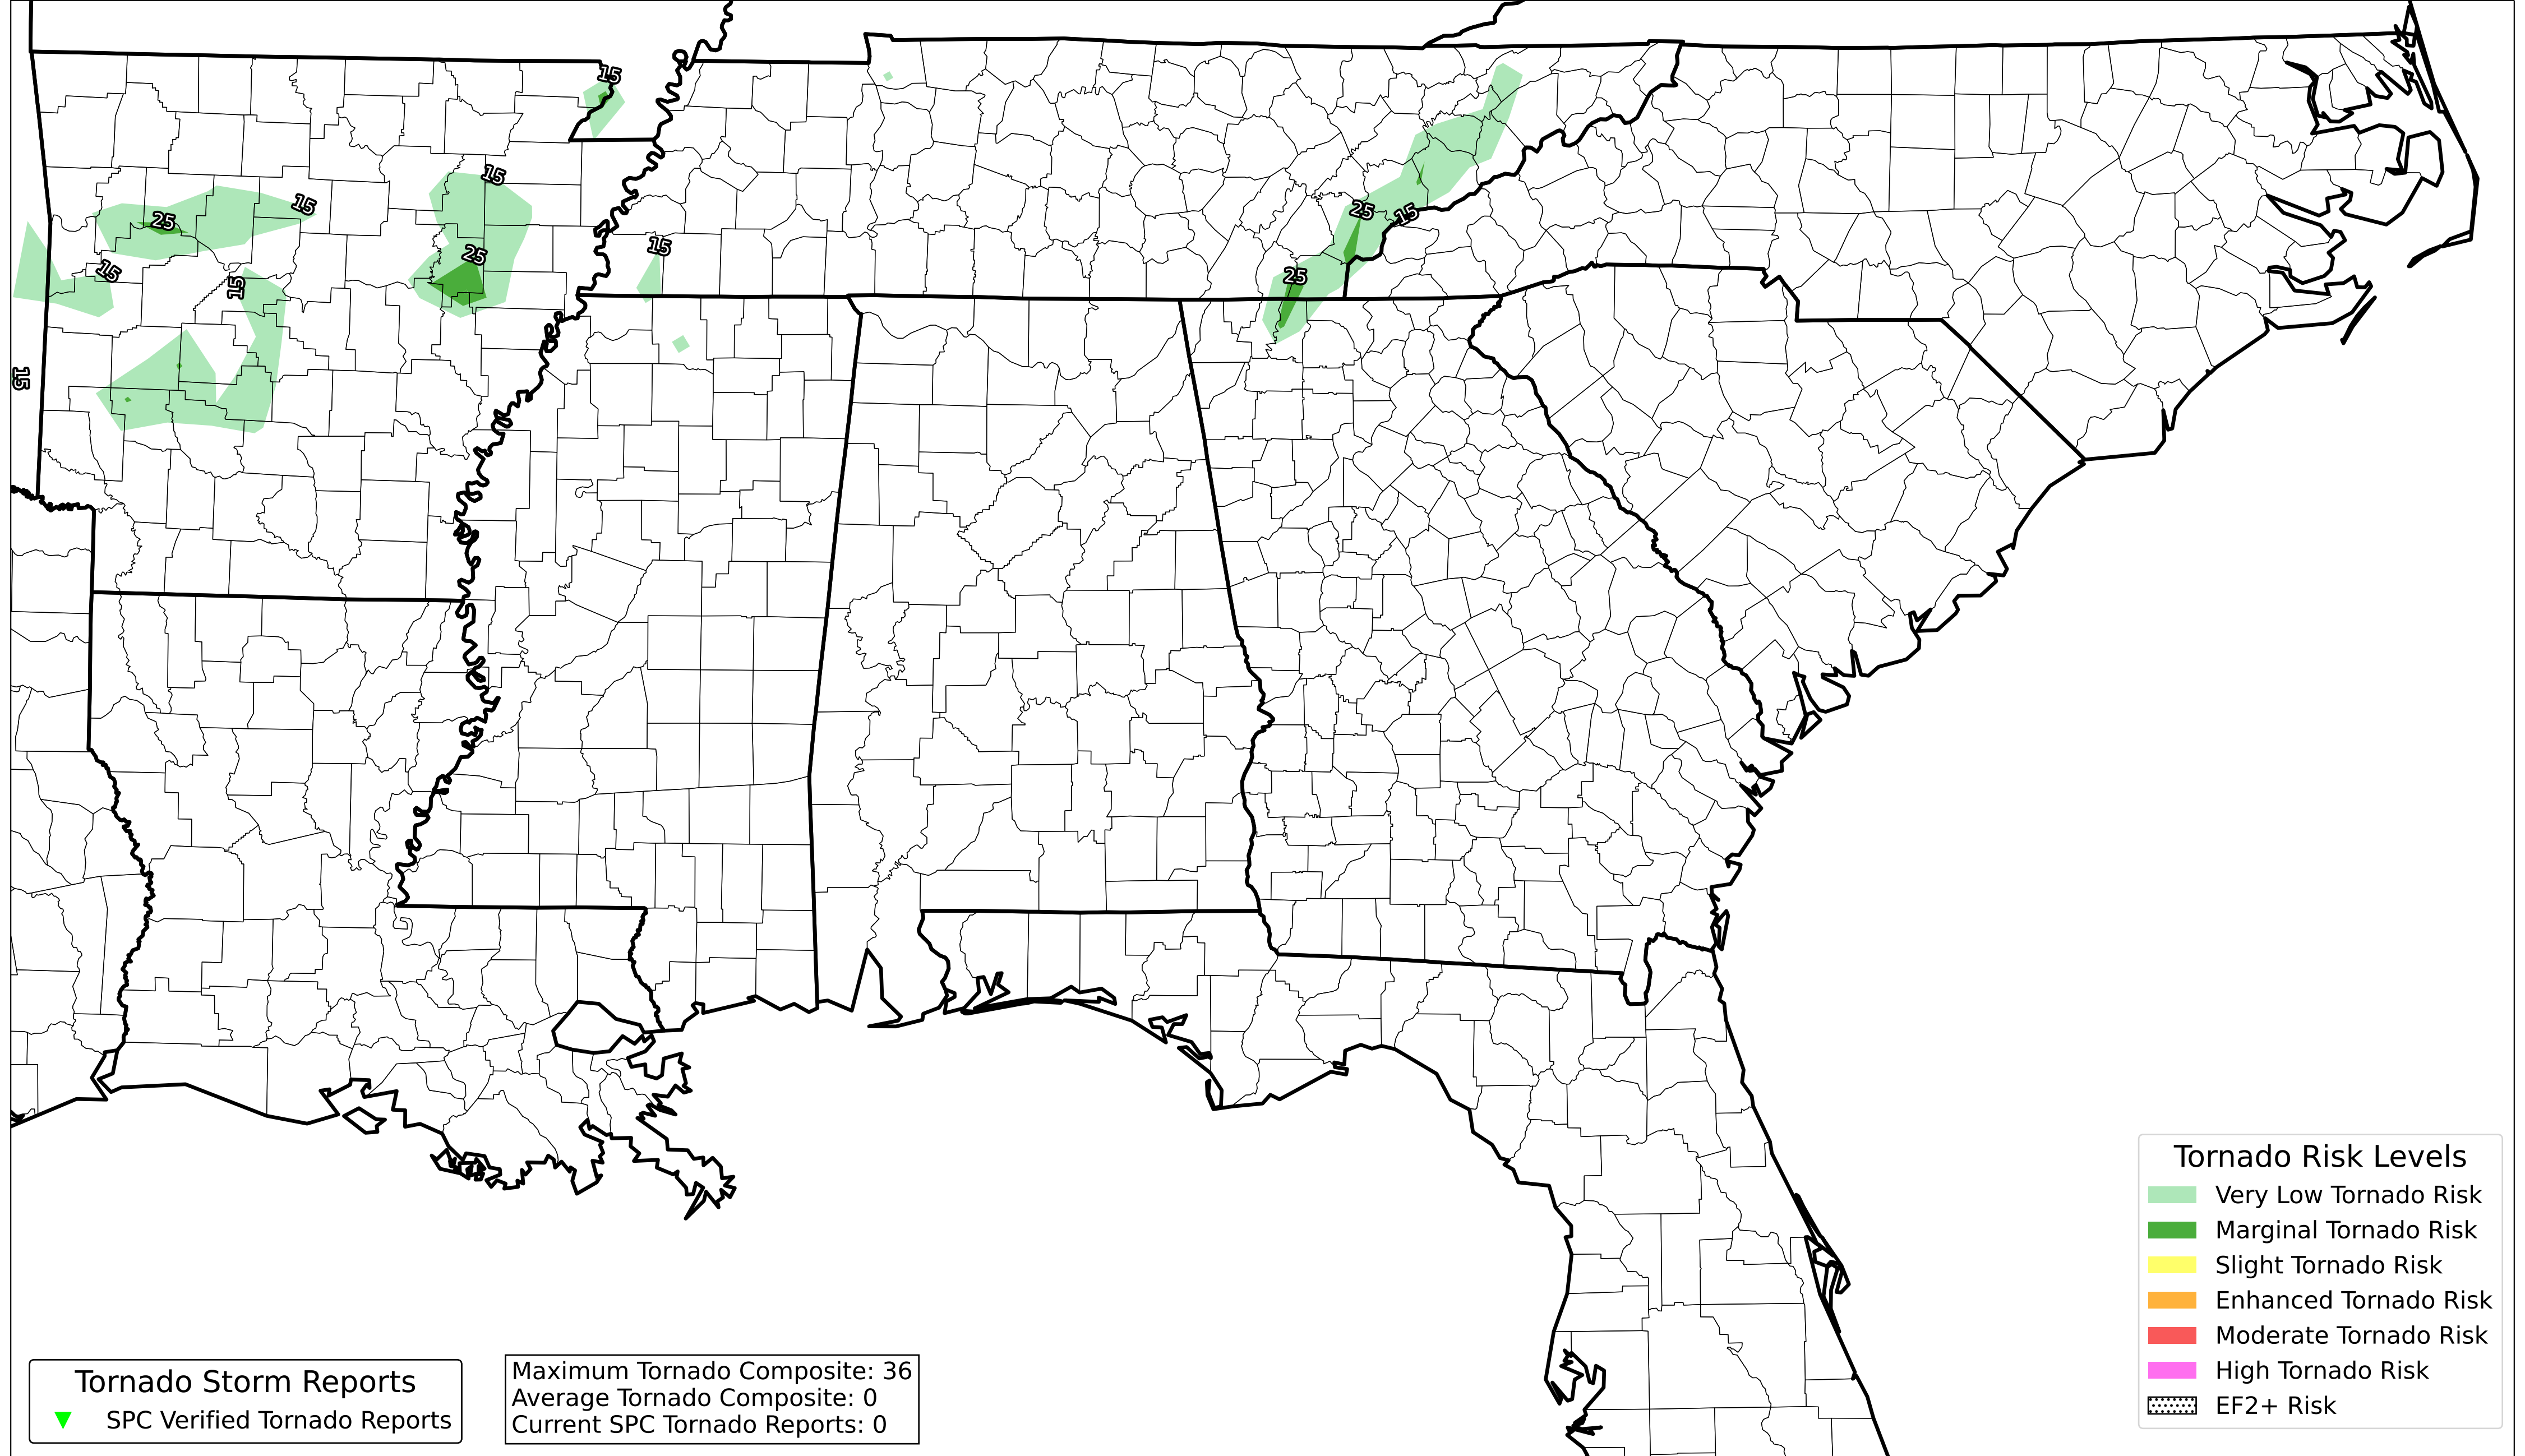 15
15
15
25
15
25
15
15
25
15
25
15
15
Tornado Risk Levels
Very Low Tornado Risk
Marginal Tornado Risk
Slight Tornado Risk
Enhanced Tornado Risk
Moderate Tornado Risk
High Tornado Risk
EF2+ Risk
Tornado Storm Reports
SPC Verified Tornado Reports
Maximum Tornado Composite: 36
Average Tornado Composite: 0
Current SPC Tornado Reports: 0